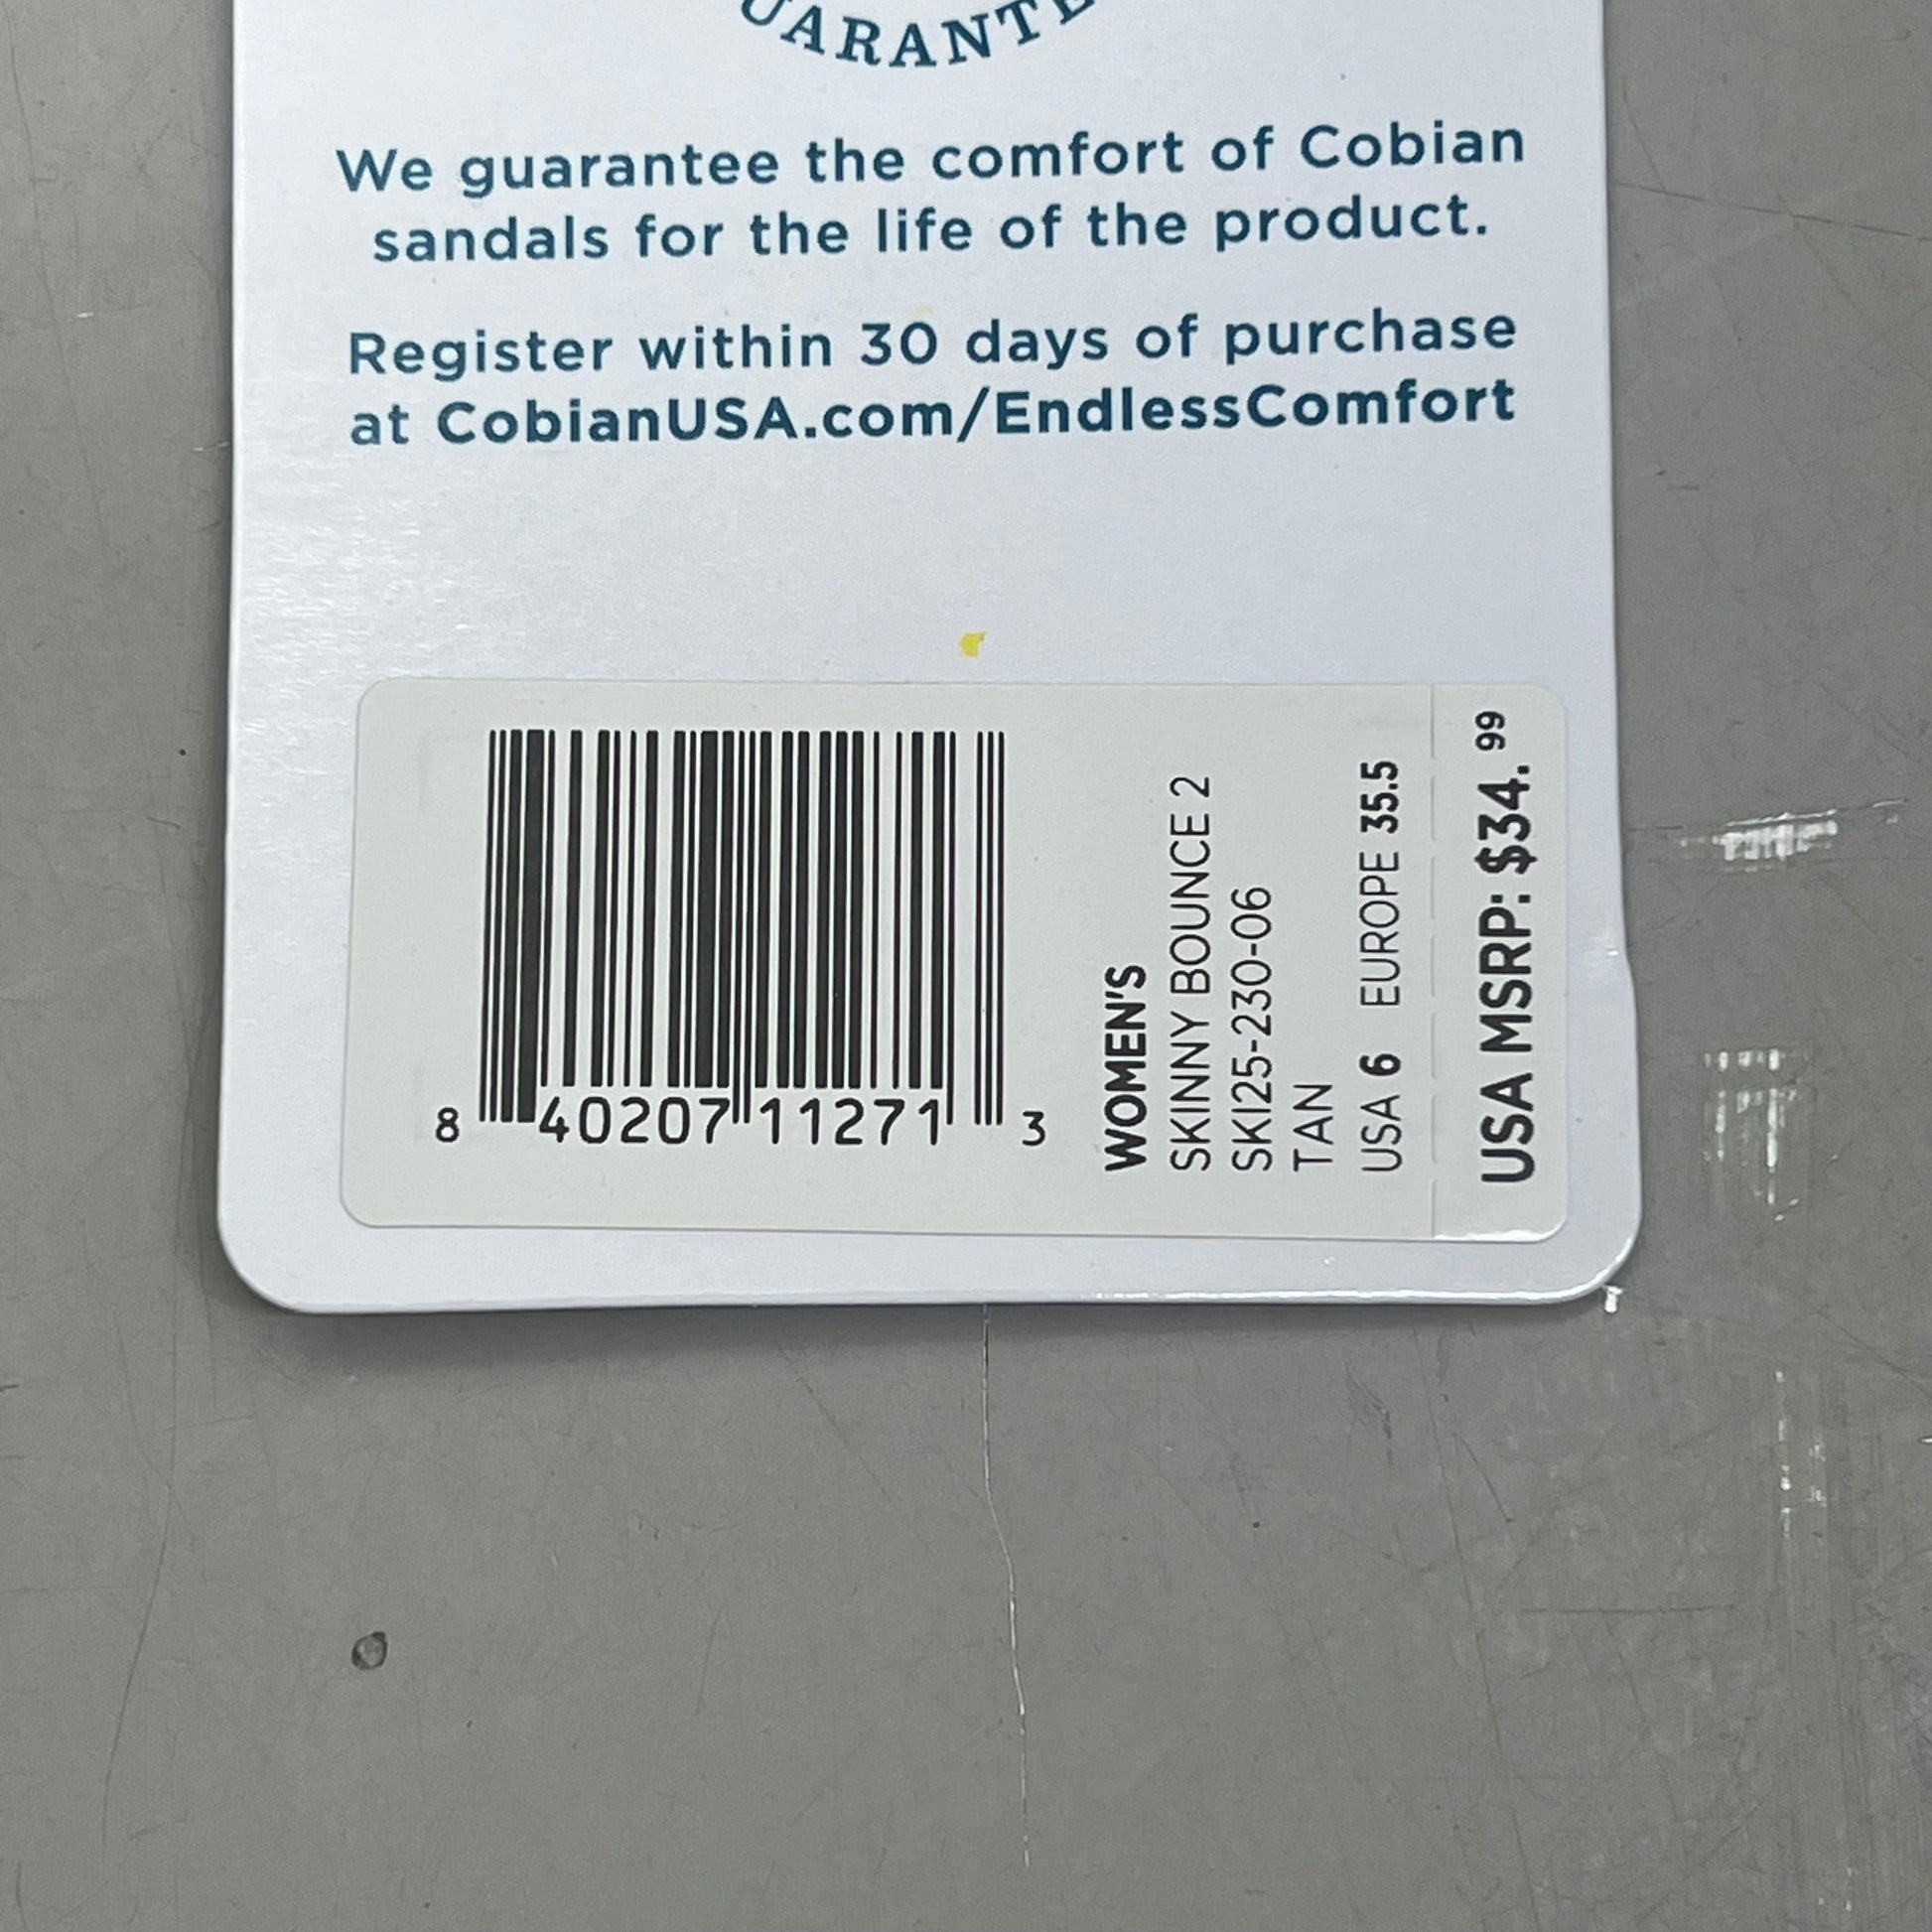 UARANTE
We guarantee the comfort of Cobian
sandals for the life of the product.
Register within 30 days of purchase
at CobianUSA.com/EndlessComfort
8 40207 11271 3
WOMEN'S
SKINNY BOUNCE 2
SKI25-230-06
TAN
USA 6 EUROPE 35.5
USA MSRP: $34.99